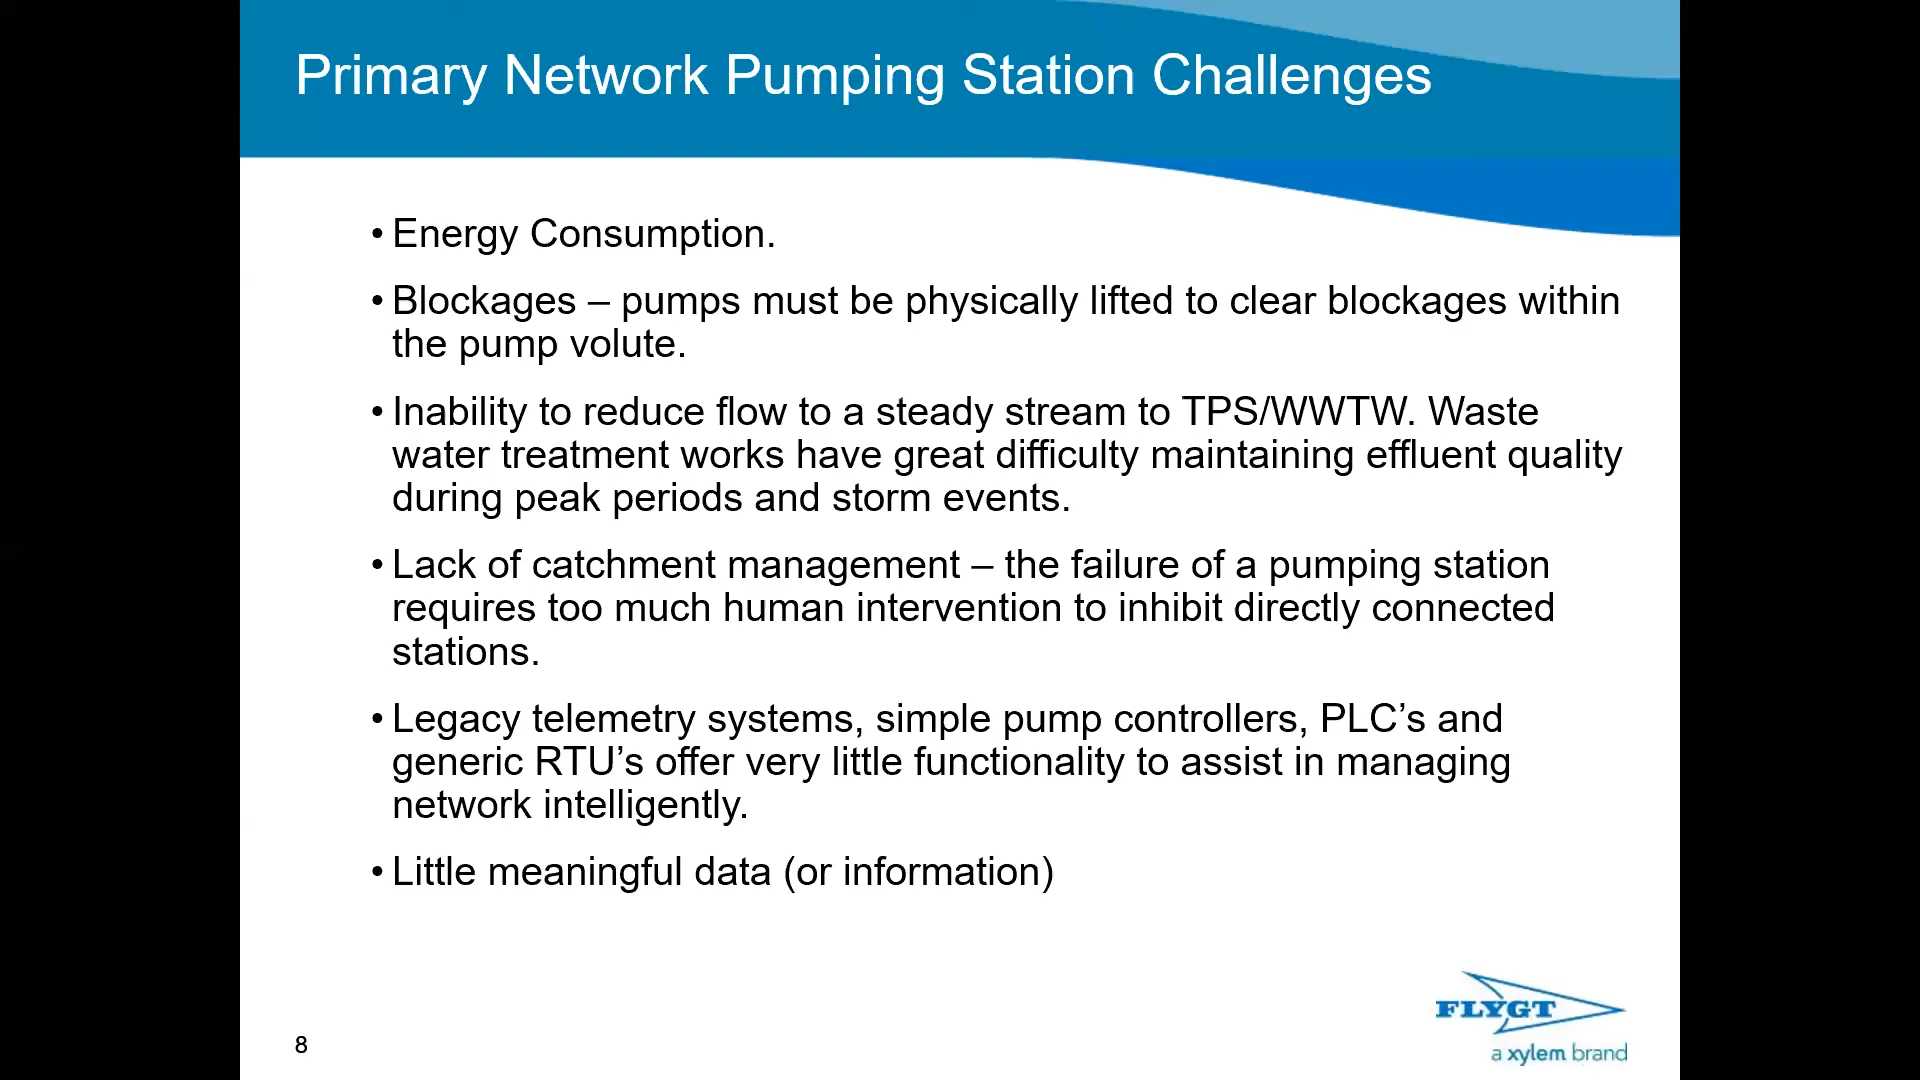 Primary Network Pumping Station Challenges
• Energy Consumption.
• Blockages – pumps must be physically lifted to clear blockages within
the pump volute.
• Inability to reduce flow to a steady stream to TPS/WWTW. Waste
water treatment works have great difficulty maintaining effluent quality
during peak periods and storm events.
• Lack of catchment management – the failure of a pumping station
requires too much human intervention to inhibit directly connected
stations.
• Legacy telemetry systems, simple pump controllers, PLC’s and
generic RTU’s offer very little functionality to assist in managing
network intelligently.
• Little meaningful data (or information)
FLYGT
a xylem brand
8